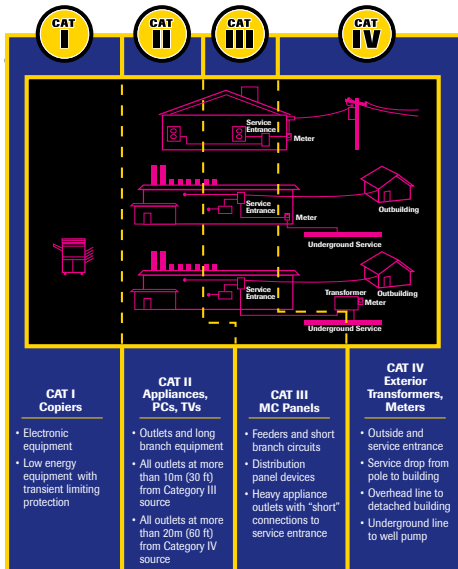 CAT
I
CAT
II
CAT
III
CAT
IV
Service
Entrance
Meter
Service
Entrance
Meter
Outbuilding
Underground Service
Service
Entrance
Transformer
Outbuilding
Meter
Underground Service
CAT I
Copiers
• Electronic
equipment
• Low energy
equipment with
transient limiting
protection
CAT II
Appliances,
PCs, TVs
• Outlets and long
branch equipment
• All outlets at more
than 10m (30 ft)
from Category III
source
• All outlets at more
than 20m (60 ft)
from Category IV
source
CAT III
MC Panels
• Feeders and short
branch circuits
• Distribution
panel devices
• Heavy appliance
outlets with "short"
connections to
service entrance
CAT IV
Exterior
Transformers,
Meters
• Outside and
service entrance
• Service drop from
pole to building
• Overhead line to
detached building
• Underground line
to well pump